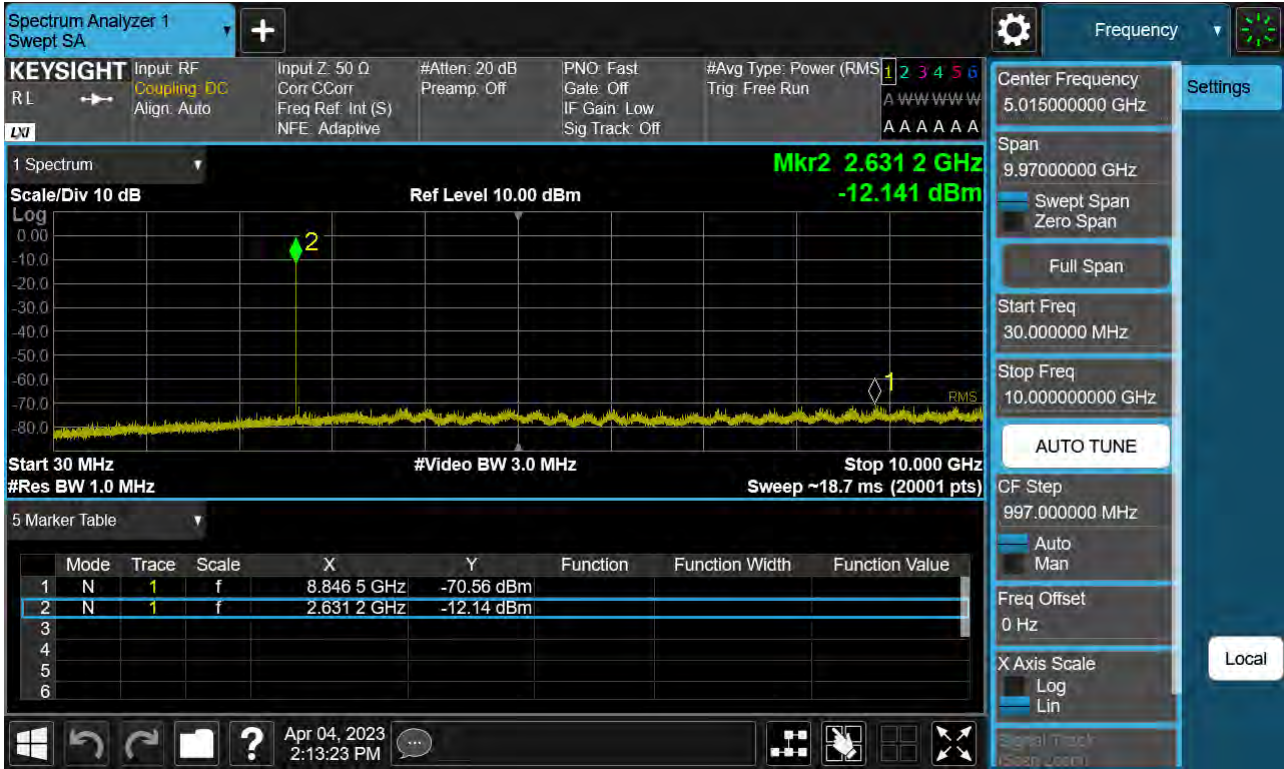 Spectrum Analyzer 1
Swept SA
+
Frequency
KEYSIGHT
RL
LXI
Input: RF
Coupling: DC
Align: Auto
Input Z: 50 Ω
Corr CCorr
Freq Ref: Int (S)
NFE: Adaptive
#Atten: 20 dB
Preamp: Off
PNO: Fast
Gate: Off
IF Gain: Low
Sig Track: Off
#Avg Type: Power (RMS
Trig: Free Run
1 2 3 4 5 6
A W W W W W
A A A A A A
1 Spectrum
Mkr2 2.631 2 GHz
-12.141 dBm
Scale/Div 10 dB
Ref Level 10.00 dBm
Log
0.00
-10.0
-20.0
-30.0
-40.0
-50.0
-60.0
-70.0
-80.0
2
1
RMS
Start 30 MHz
#Video BW 3.0 MHz
Stop 10.000 GHz
#Res BW 1.0 MHz
Sweep ~18.7 ms (20001 pts)
5 Marker Table
Mode Trace Scale X Y Function Function Width Function Value
1 N 1 f 8.846 5 GHz -70.56 dBm
2 N 1 f 2.631 2 GHz -12.14 dBm
3
4
5
6
Center Frequency
5.015000000 GHz
Settings
Span
9.97000000 GHz
Swept Span
Zero Span
Full Span
Start Freq
30.000000 MHz
Stop Freq
10.000000000 GHz
AUTO TUNE
CF Step
997.000000 MHz
Auto
Man
Freq Offset
0 Hz
X Axis Scale
Log
Lin
Local
Signal Track
(Span Zoom)
?
Apr 04, 2023
2:13:23 PM